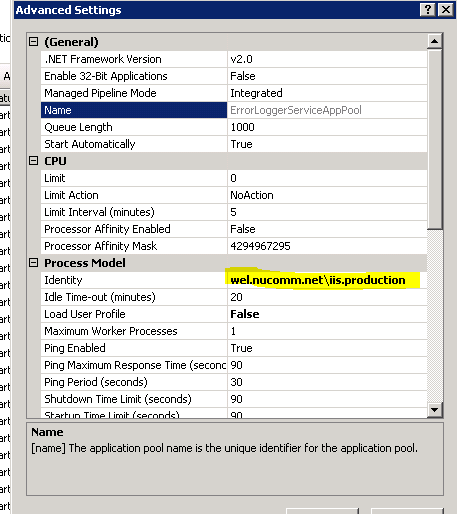 Advanced Settings
(General)
.NET Framework Version v2.0
Enable 32-Bit Applications False
Managed Pipeline Mode Integrated
Name ErrorLoggerServiceAppPool
Queue Length 1000
Start Automatically True
CPU
Limit 0
Limit Action NoAction
Limit Interval (minutes) 5
Processor Affinity Enabled False
Processor Affinity Mask 4294967295
Process Model
Identity wel.nucomm.net\iis.production
Idle Time-out (minutes) 20
Load User Profile False
Maximum Worker Processes 1
Ping Enabled True
Ping Maximum Response Time (second 90
Ping Period (seconds) 30
Shutdown Time Limit (seconds) 90
Startup Time Limit (seconds) 90
Name
[name] The application pool name is the unique identifier for the application pool.